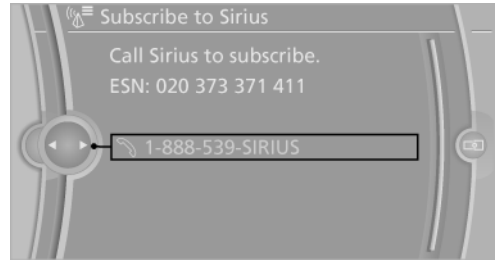 Subscribe to Sirius
Call Sirius to subscribe.
ESN: 020 373 371 411
1-888-539-SIRIUS